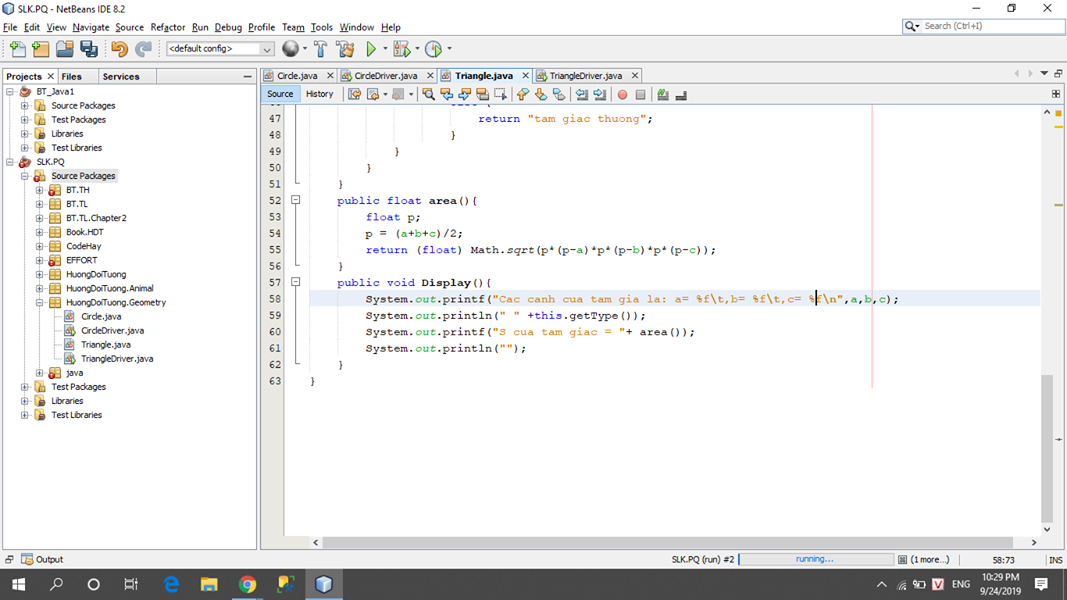 SLK.PQ - NetBeans IDE 8.2
File Edit View Navigate Source Refactor Run Debug Profile Team Tools Window Help
Search (Ctrl+I)
<default config>
Projects Files Services
Circle.java CircleDriver.java Triangle.java TriangleDriver.java
Source History
BT_Java1
Source Packages
Test Packages
Libraries
Test Libraries
SLK.PQ
Source Packages
BT.TH
BT.TL
BT.TL.Chapter2
Book.HDT
CodeHay
EFFORT
HuongDoiTuong
HuongDoiTuong.Animal
HuongDoiTuong.Geometry
Circle.java
CircleDriver.java
Triangle.java
TriangleDriver.java
java
Test Packages
Libraries
Test Libraries
47 return "tam giac thuong";
48 }
49 }
50 }
51 }
52 public float area(){
53 float p;
54 p = (a+b+c)/2;
55 return (float) Math.sqrt(p*(p-a)*p*(p-b)*p*(p-c));
56 }
57 public void Display(){
58 System.out.printf("Cac canh cua tam gia la: a= %f\t,b= %f\t,c= %f\n",a,b,c);
59 System.out.println(" " +this.getType());
60 System.out.printf("S cua tam giac = "+ area());
61 System.out.println("");
62 }
63 }
Output
SLK.PQ (run) #2 running... (1 more...) 58:73 INS
ENG
10:29 PM
9/24/2019